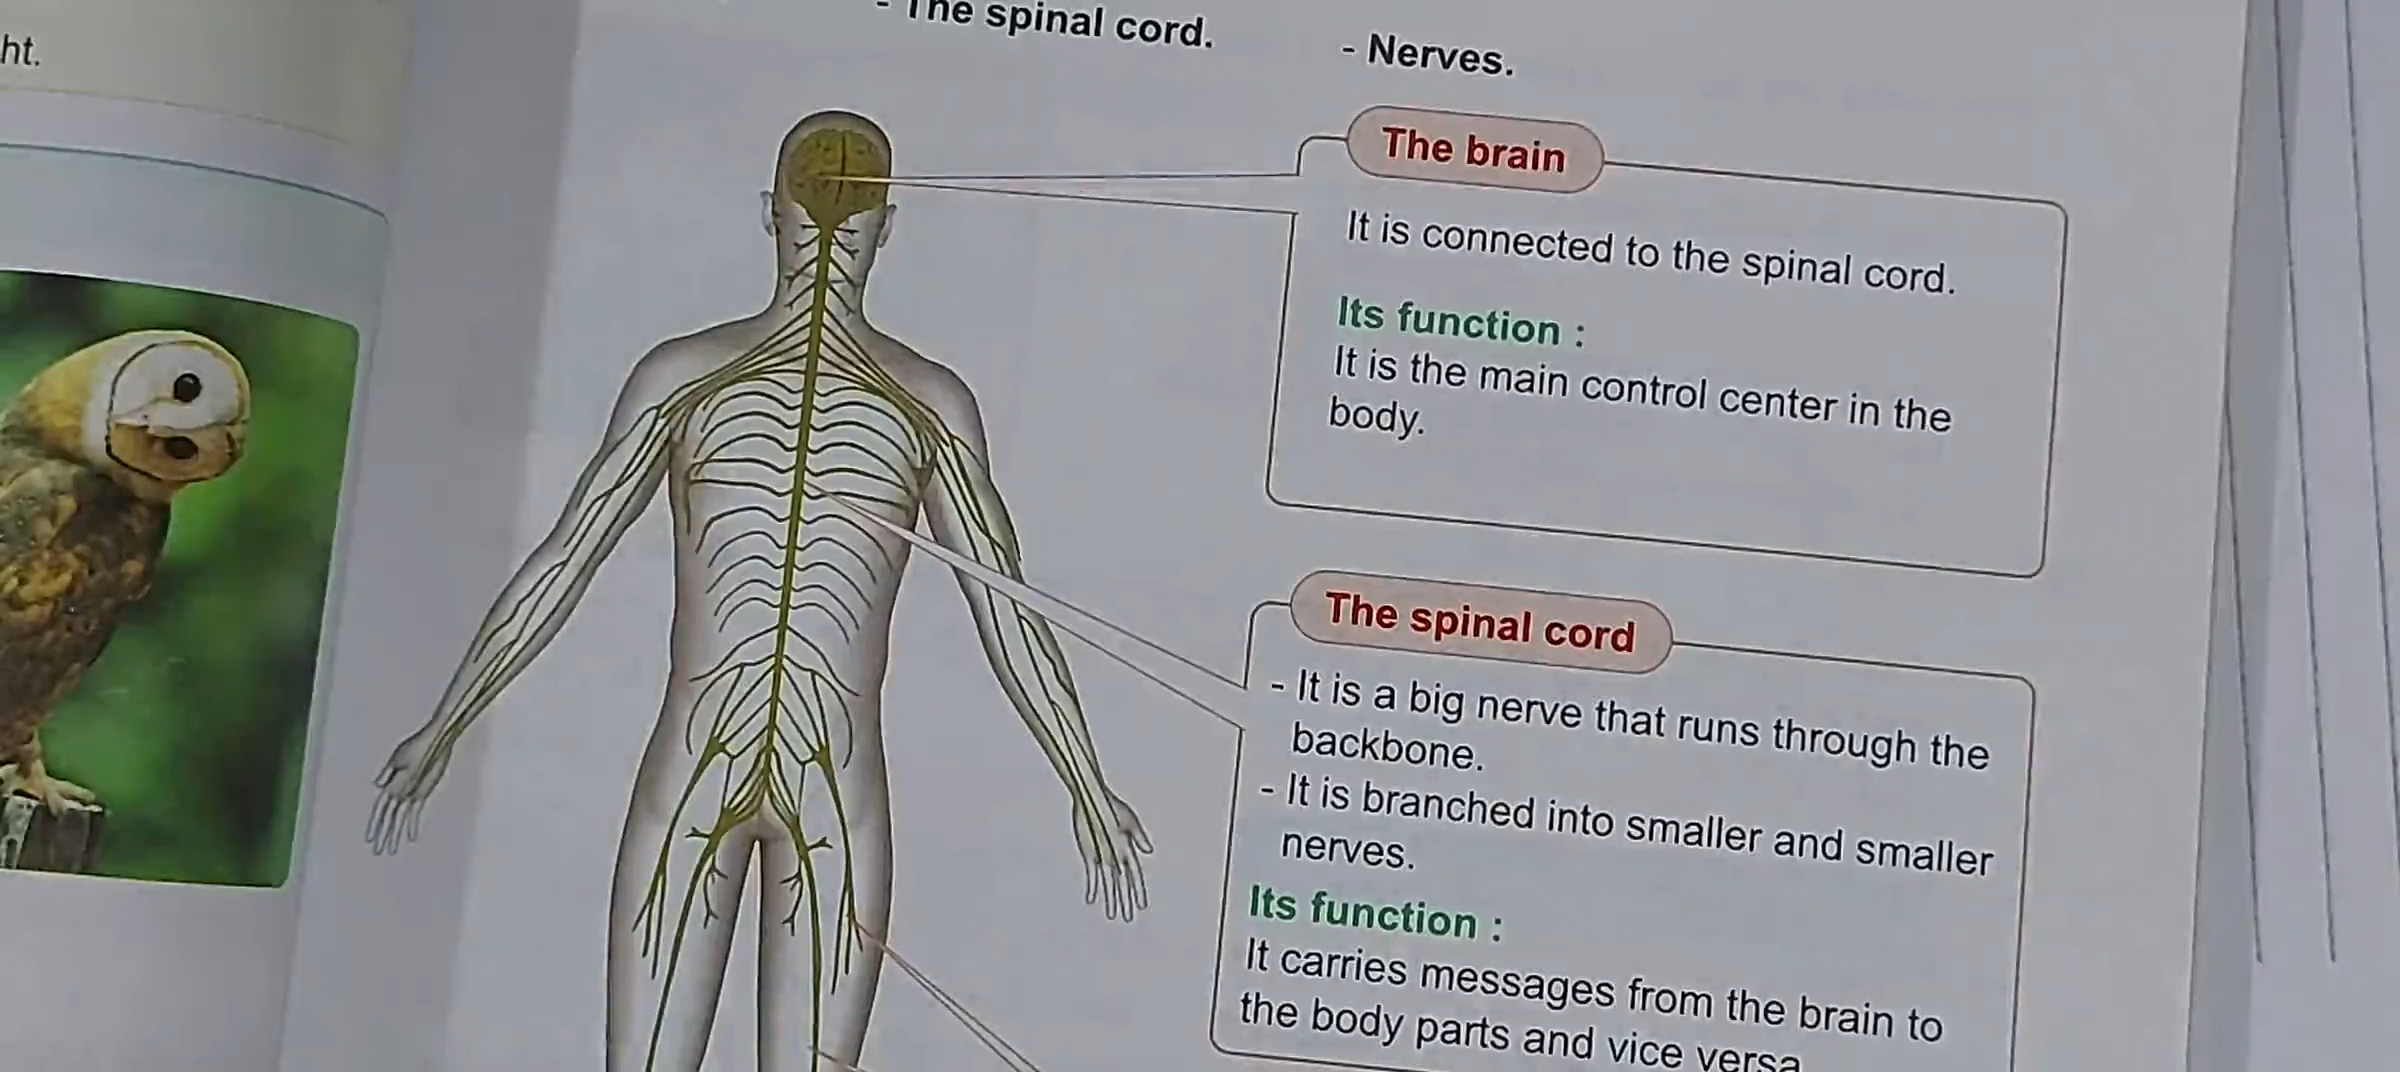 ht.
- The spinal cord.
- Nerves.
The brain
It is connected to the spinal cord.
Its function :
It is the main control center in the
body.
The spinal cord
- It is a big nerve that runs through the
backbone.
- It is branched into smaller and smaller
nerves.
Its function :
It carries messages from the brain to
the body parts and vice versa